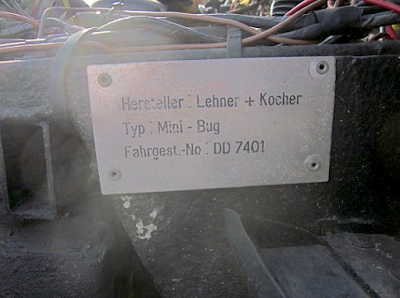 Hersteller : Lehner + Kocher
Typ : Mini - Bug
Fahrgest.-No : DD 7401